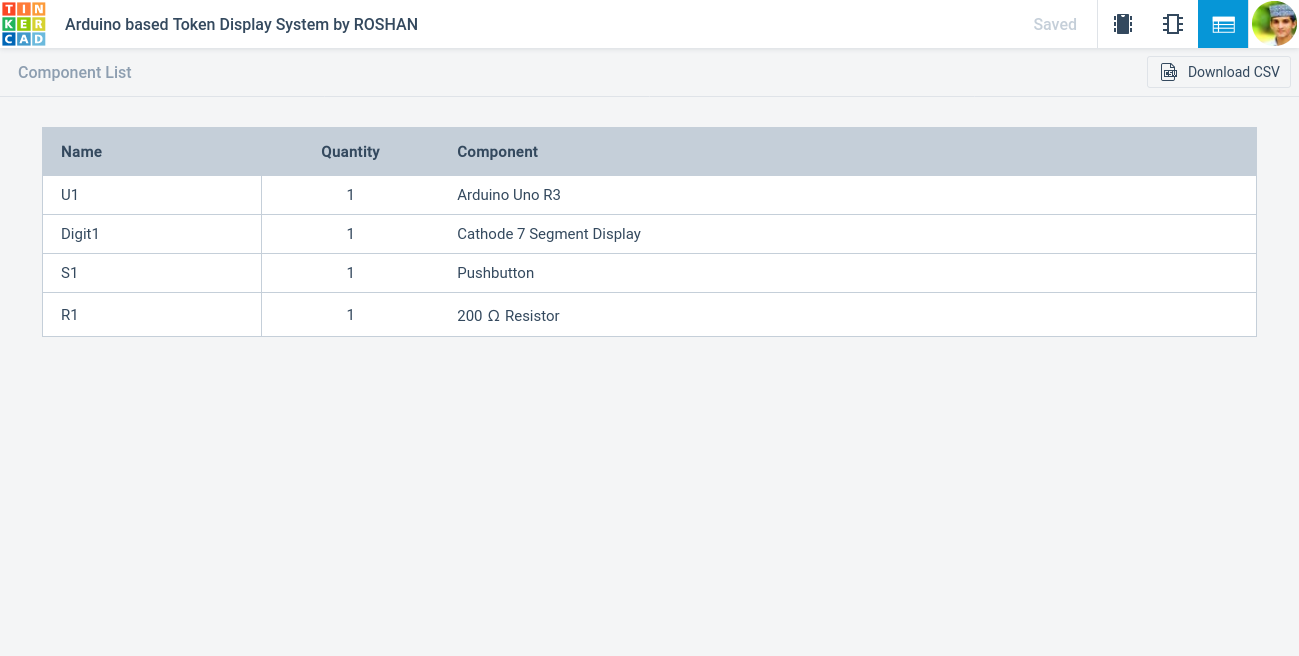 TIN
KER
CAD
Arduino based Token Display System by ROSHAN
Saved
Component List
Download CSV
Name Quantity Component
U1 1 Arduino Uno R3
Digit1 1 Cathode 7 Segment Display
S1 1 Pushbutton
R1 1 200 Ω Resistor